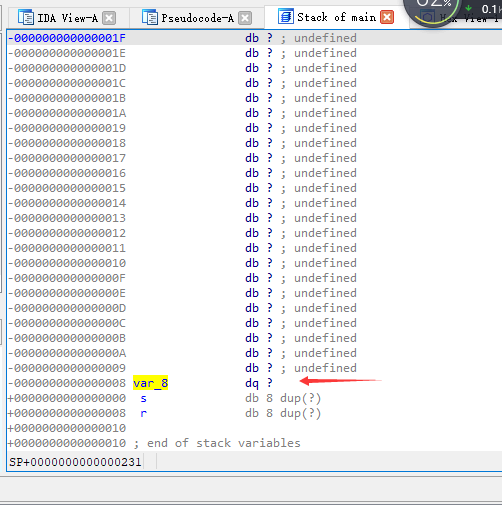 IDA View-A Pseudocode-A Stack of main
62%
0.1
-000000000000001F db ? ; undefined
-000000000000001E db ? ; undefined
-000000000000001D db ? ; undefined
-000000000000001C db ? ; undefined
-000000000000001B db ? ; undefined
-000000000000001A db ? ; undefined
-0000000000000019 db ? ; undefined
-0000000000000018 db ? ; undefined
-0000000000000017 db ? ; undefined
-0000000000000016 db ? ; undefined
-0000000000000015 db ? ; undefined
-0000000000000014 db ? ; undefined
-0000000000000013 db ? ; undefined
-0000000000000012 db ? ; undefined
-0000000000000011 db ? ; undefined
-0000000000000010 db ? ; undefined
-000000000000000F db ? ; undefined
-000000000000000E db ? ; undefined
-000000000000000D db ? ; undefined
-000000000000000C db ? ; undefined
-000000000000000B db ? ; undefined
-000000000000000A db ? ; undefined
-0000000000000009 db ? ; undefined
-0000000000000008 var_8 dq ?
+0000000000000000 s db 8 dup(?)
+0000000000000008 r db 8 dup(?)
+0000000000000010
+0000000000000010 ; end of stack variables
SP+0000000000000231